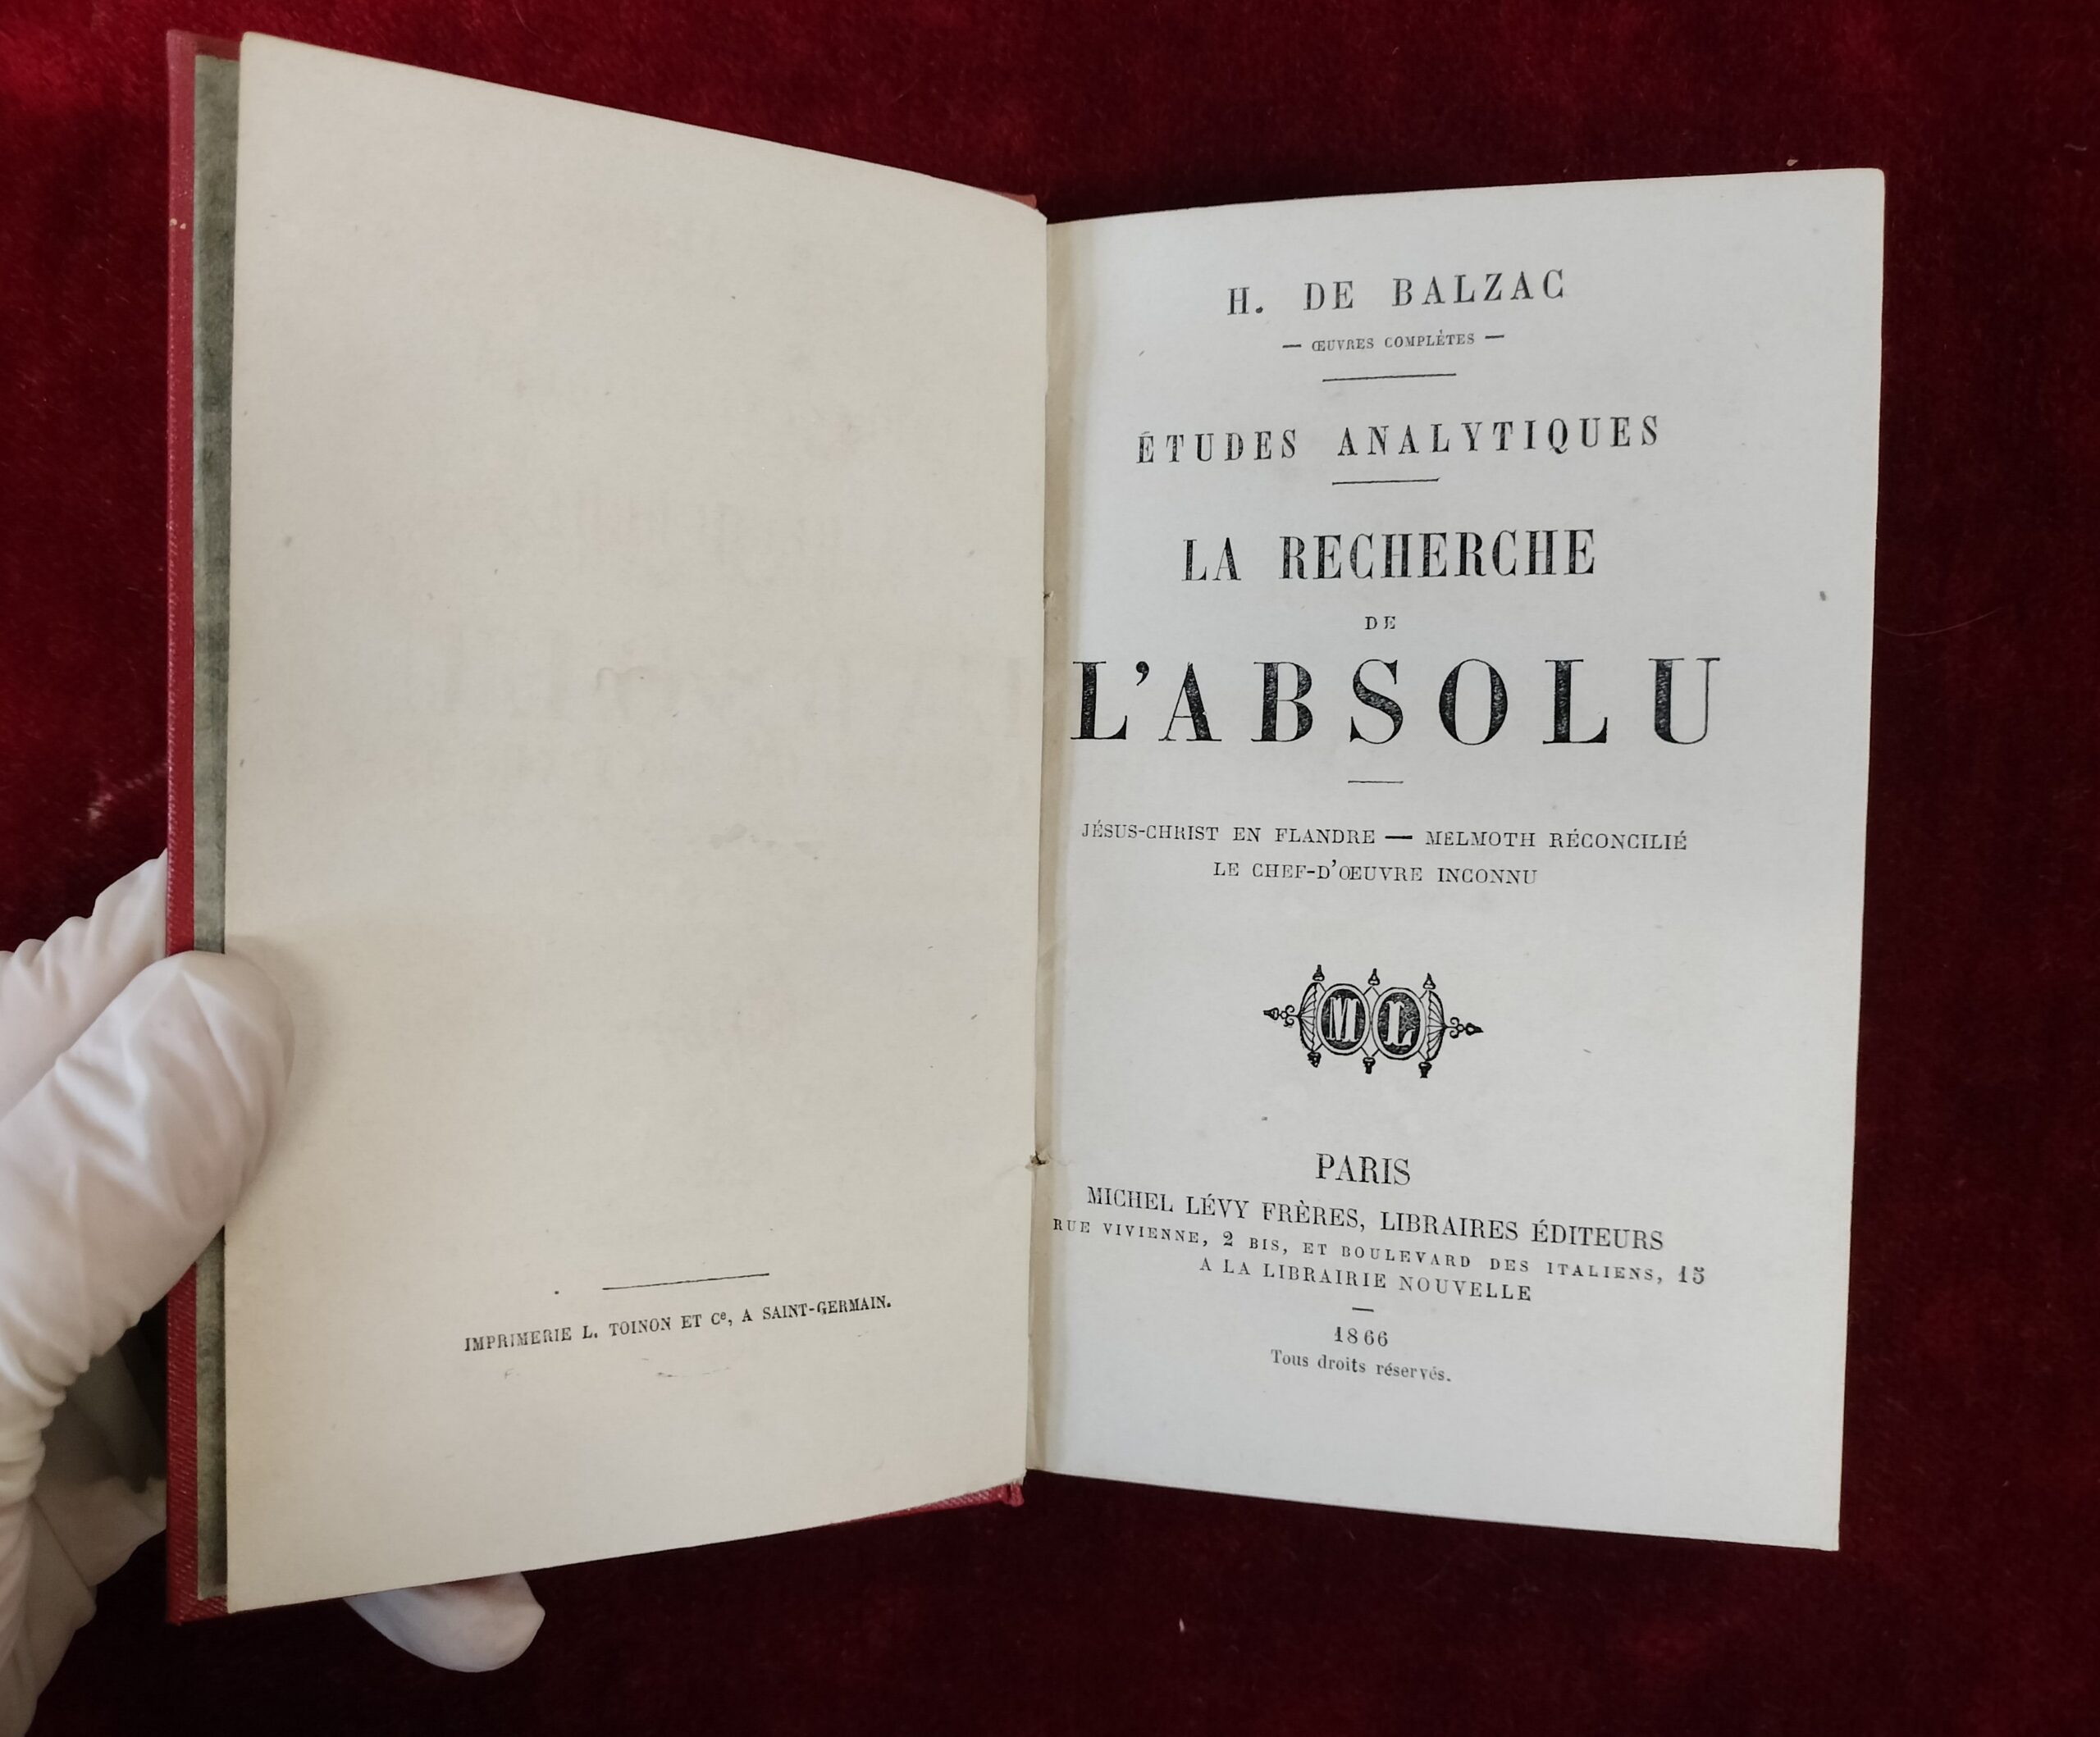 IMPRIMERIE L. TOINON ET Cᵉ, A SAINT-GERMAIN.
H. DE BALZAC
— ŒUVRES COMPLÈTES —
ÉTUDES ANALYTIQUES
LA RECHERCHE
DE
L'ABSOLU
JÉSUS-CHRIST EN FLANDRE — MELMOTH RÉCONCILIÉ
LE CHEF-D'ŒUVRE INCONNU
ML
PARIS
MICHEL LÉVY FRÈRES, LIBRAIRES ÉDITEURS
RUE VIVIENNE, 2 BIS, ET BOULEVARD DES ITALIENS, 15
A LA LIBRAIRIE NOUVELLE
1866
Tous droits réservés.